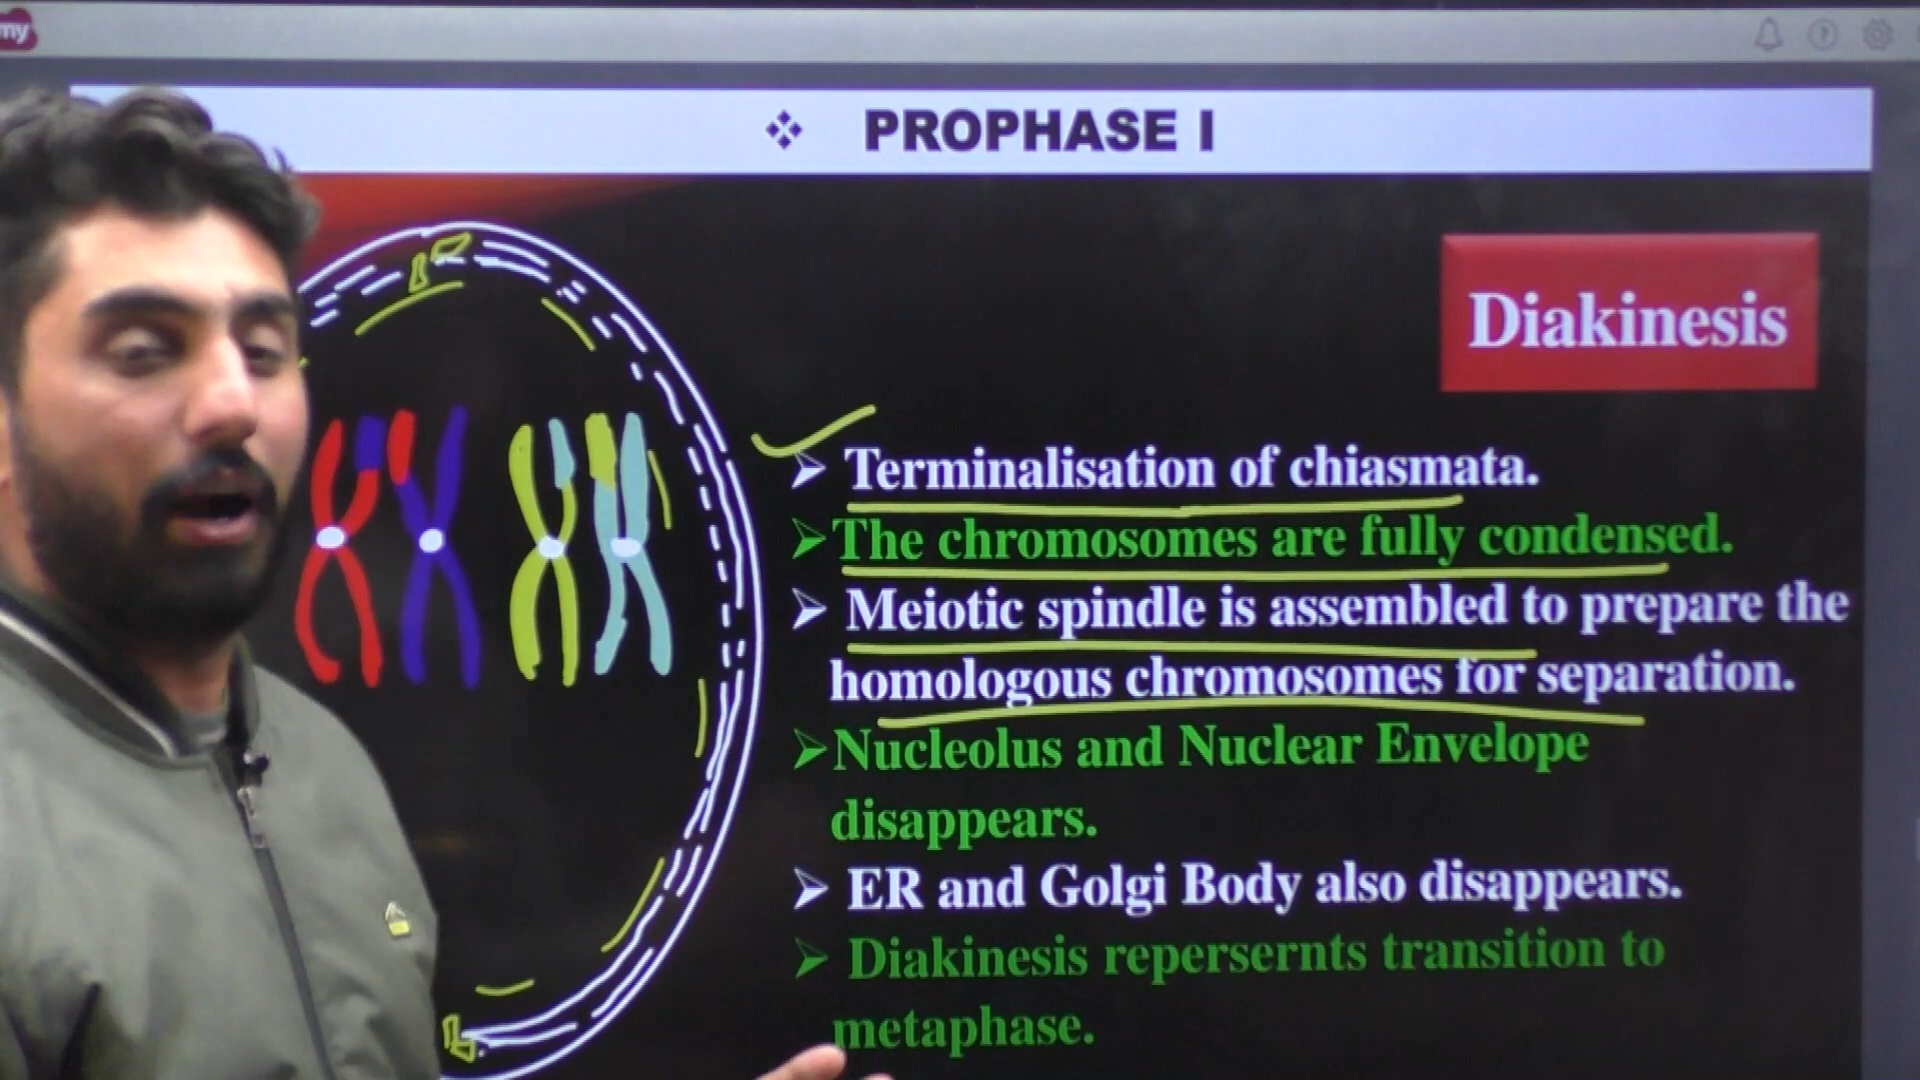 my
❖ PROPHASE I
Diakinesis
➢ Terminalisation of chiasmata.
➢ The chromosomes are fully condensed.
➢ Meiotic spindle is assembled to prepare the
homologous chromosomes for separation.
➢ Nucleolus and Nuclear Envelope
disappears.
➢ ER and Golgi Body also disappears.
➢ Diakinesis repersernts transition to
metaphase.